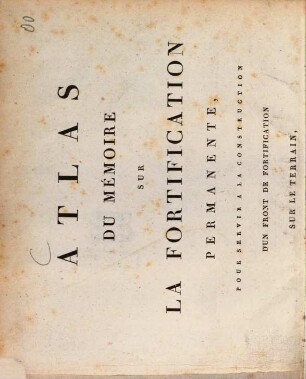 ATLAS
DU MÉMOIRE
SUR
LA FORTIFICATION
PERMANENTE,
POUR SERVIR A LA CONSTRUCTION
D'UN FRONT DE FORTIFICATION
SUR LE TERRAIN.